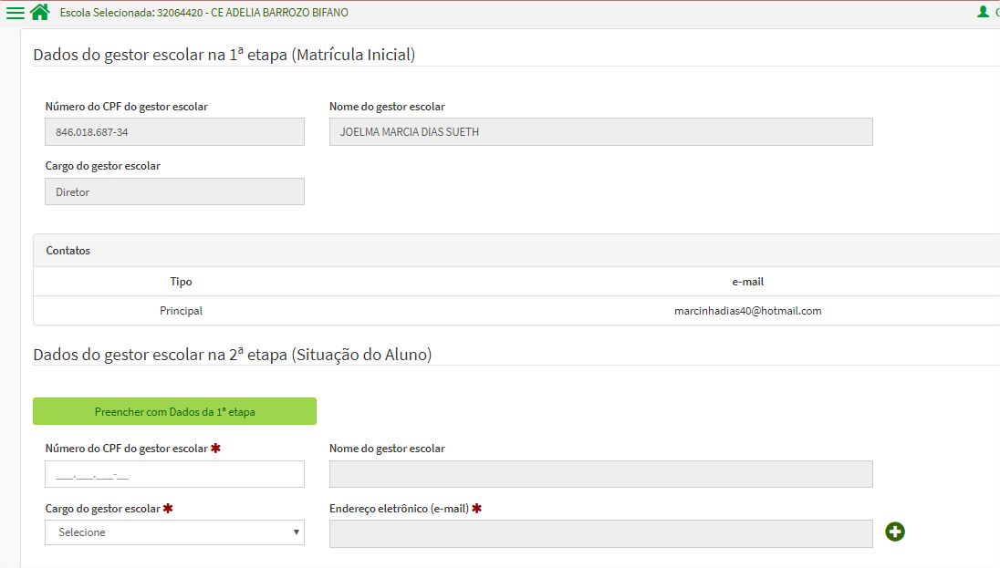 Escola Selecionada: 32064420 - CE ADELIA BARROZO BIFANO
Dados do gestor escolar na 1ª etapa (Matrícula Inicial)
Número do CPF do gestor escolar Nome do gestor escolar
846.018.687-34 JOELMA MARCIA DIAS SUETH
Cargo do gestor escolar
Diretor
Contatos
Tipo e-mail
Principal marcinhadias40@hotmail.com
Dados do gestor escolar na 2ª etapa (Situação do Aluno)
Preencher com Dados da 1ª etapa
Número do CPF do gestor escolar ✱ Nome do gestor escolar
___.___.___-__
Cargo do gestor escolar ✱ Endereço eletrônico (e-mail) ✱
Selecione